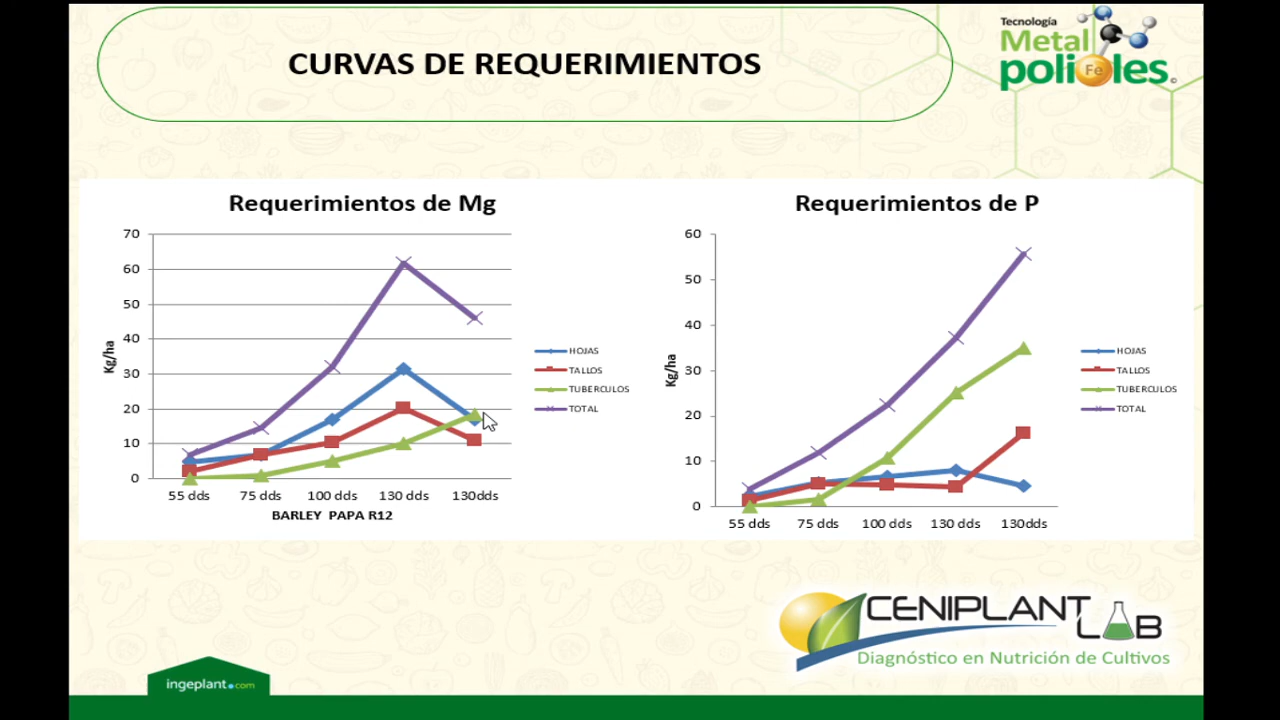 CURVAS DE REQUERIMIENTOS
Tecnología
Metal
polioles
Fe
Requerimientos de Mg
70
60
50
40
30
20
10
0
Kg/ha
55 dds 75 dds 100 dds 130 dds 130dds
BARLEY PAPA R12
HOJAS
TALLOS
TUBERCULOS
TOTAL
Requerimientos de P
60
50
40
30
20
10
0
Kg/ha
55 dds 75 dds 100 dds 130 dds 130dds
HOJAS
TALLOS
TUBERCULOS
TOTAL
CENIPLANT LAB
Diagnóstico en Nutrición de Cultivos
ingeplant.com